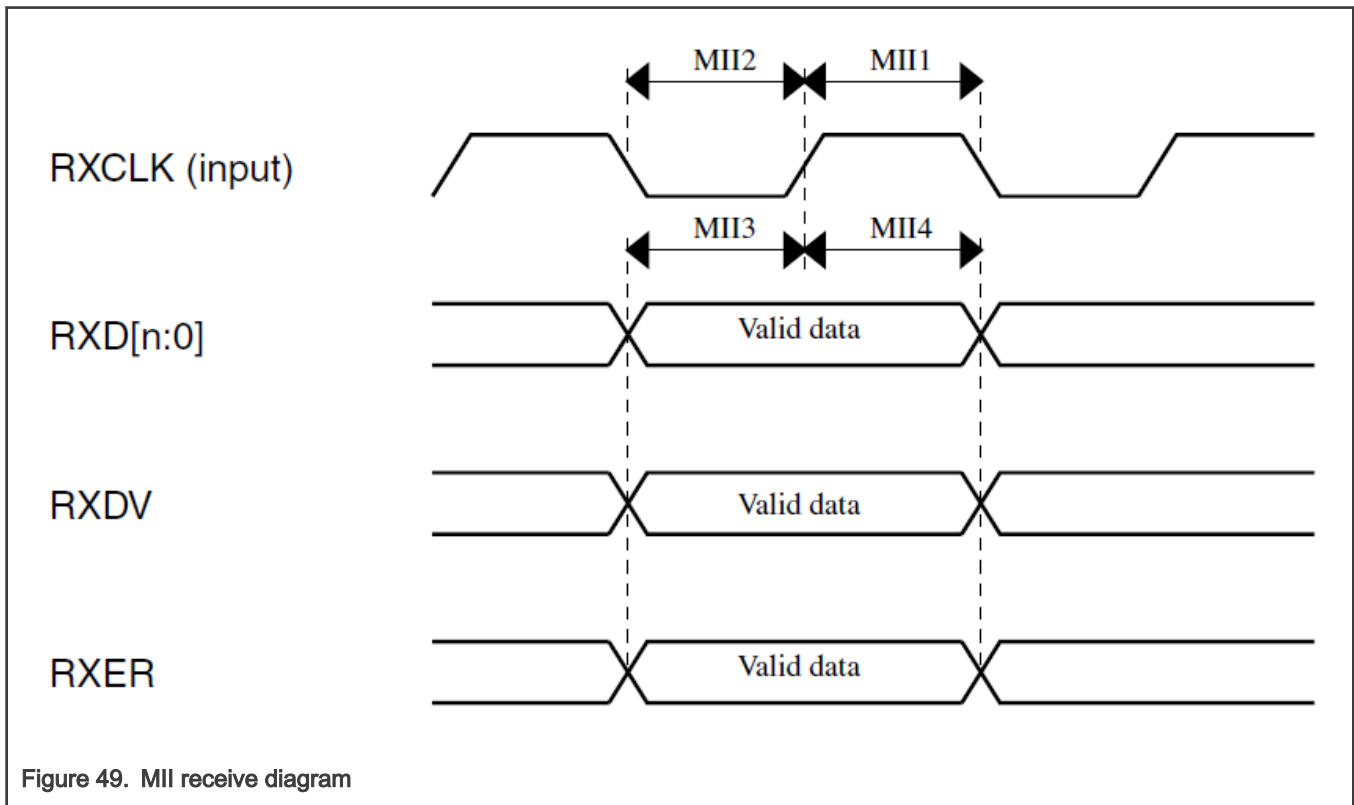 MII2 MII1
RXCLK (input)
MII3 MII4
RXD[n:0] Valid data
RXDV Valid data
RXER Valid data
Figure 49. MII receive diagram